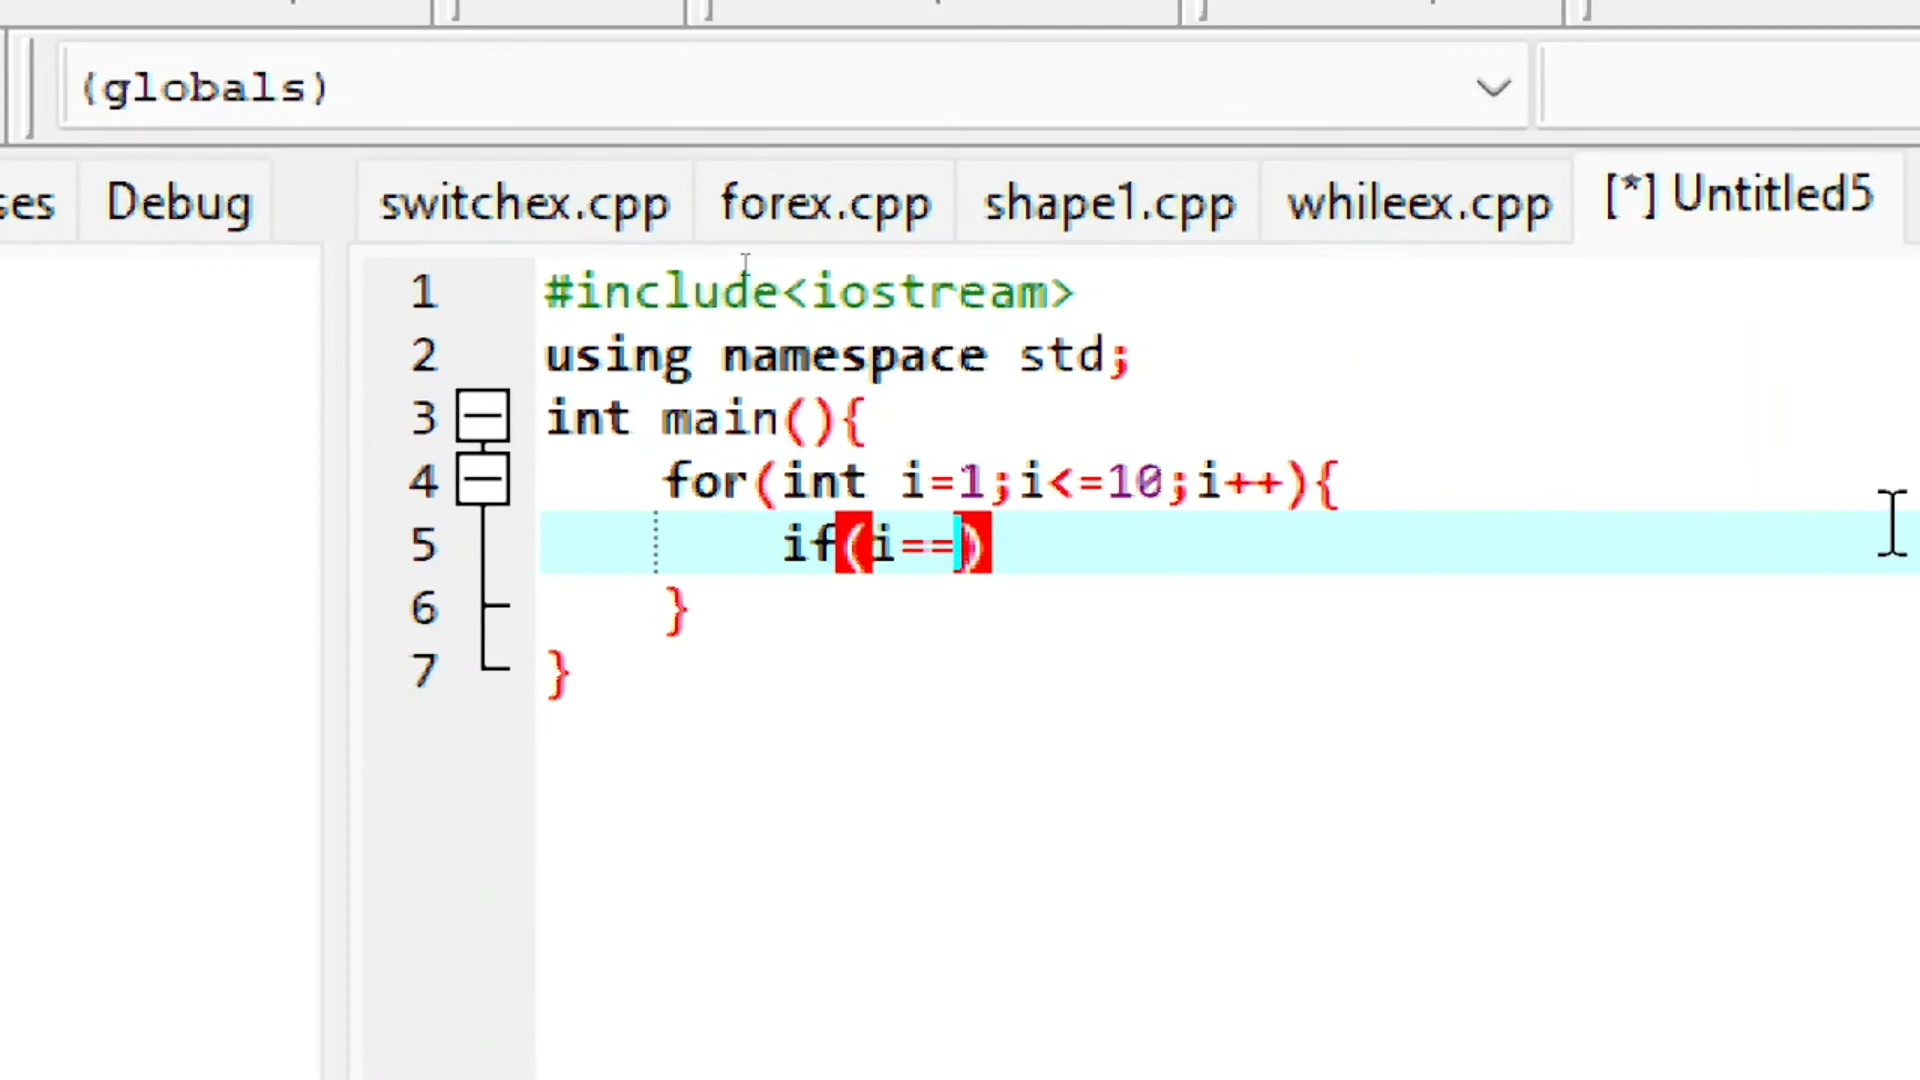 (globals)
ses Debug switchex.cpp forex.cpp shape1.cpp whileex.cpp [*] Untitled5
1 #include<iostream>
2 using namespace std;
3 int main(){
4 for(int i=1;i<=10;i++){
5 if(i==)
6 }
7 }